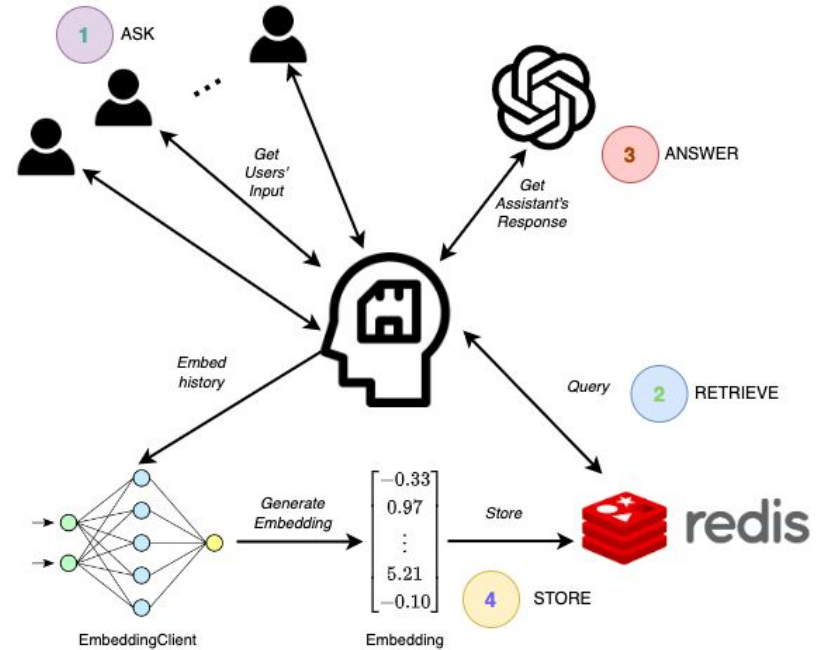 1 ASK
Get
Users'
Input
3 ANSWER
Get
Assistant's
Response
Embed
history
Query
2 RETRIEVE
Generate
Embedding
−0.33
0.97
⋮
5.21
−0.10
Store
redis
4 STORE
EmbeddingClient
Embedding